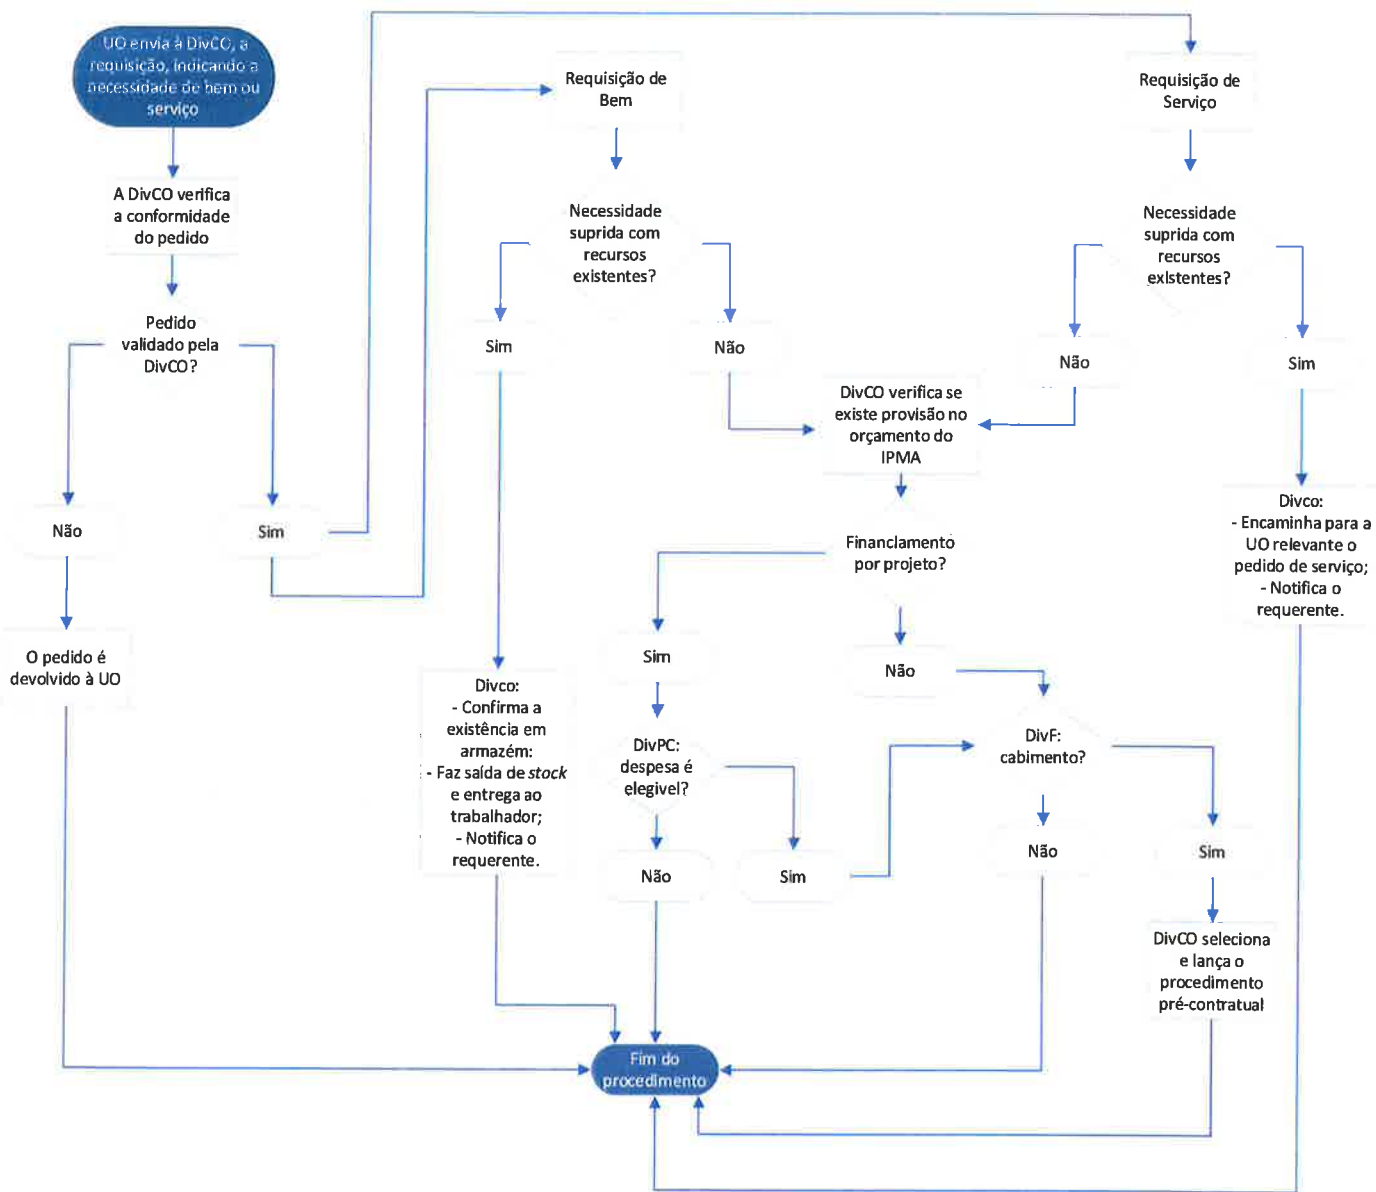 UO envia à DivCO, a
requisição, indicando a
necessidade de bem ou
serviço
A DivCO verifica
a conformidade
do pedido
Pedido
validado pela
DivCO?
Não
Sim
O pedido é
devolvido à UO
Requisição de
Bem
Necessidade
suprida com
recursos
existentes?
Sim
Não
Divco:
- Confirma a
existência em
armazém:
- Faz saída de stock
e entrega ao
trabalhador;
- Notifica o
requerente.
Requisição de
Serviço
Necessidade
suprida com
recursos
existentes?
Não
Sim
Divco:
- Encaminha para a
UO relevante o
pedido de serviço;
- Notifica o
requerente.
DivCO verifica se
existe provisão no
orçamento do
IPMA
Financiamento
por projeto?
Sim
Não
DivPC:
despesa é
elegivel?
Não
Sim
DivF:
cabimento?
Não
Sim
DivCO seleciona
e lança o
procedimento
pré-contratual
Fim do
procedimento